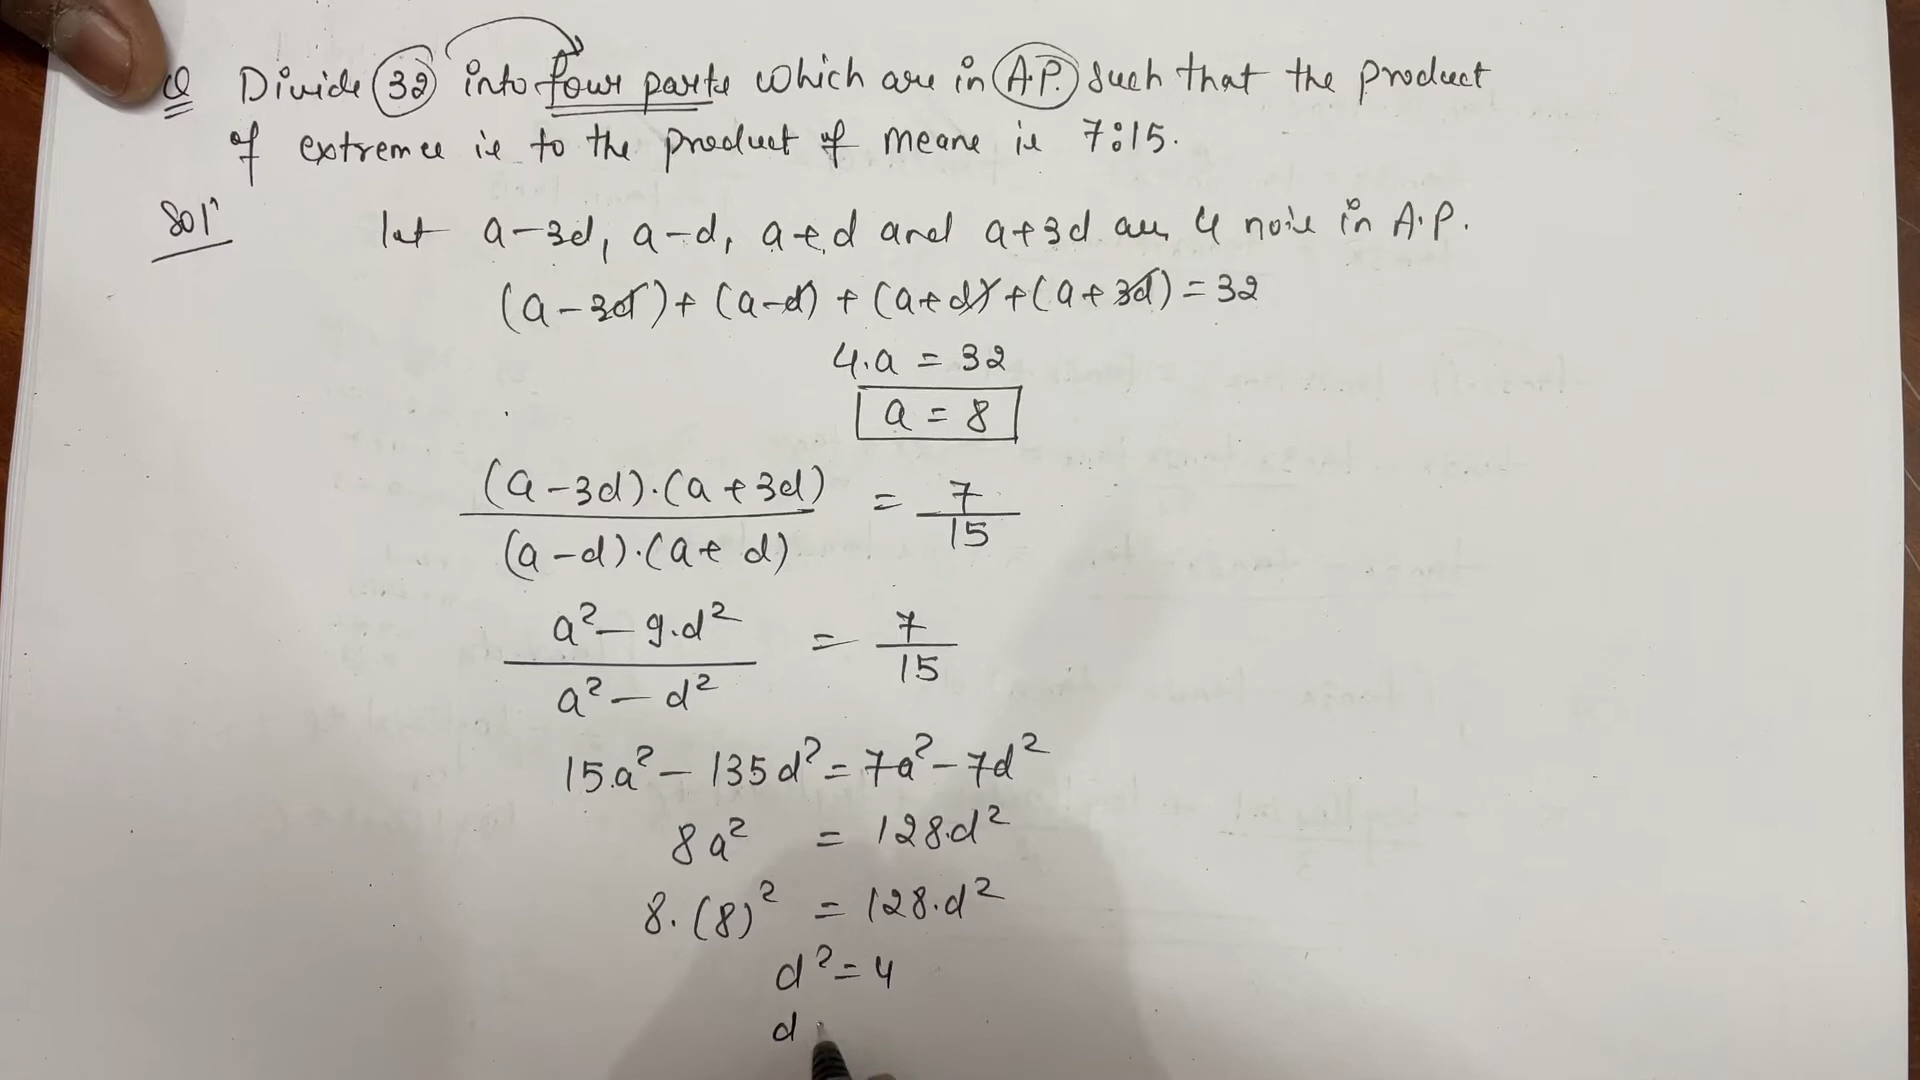 Q Divide 32 into four parts which are in A.P. such that the product
of extremes is to the product of means is 7:15.
Solⁿ let a-3d, a-d, a+d and a+3d are 4 no's in A.P.
(a-3d)+(a-d)+(a+d)+(a+3d)=32
4.a = 32
a = 8
(a-3d).(a+3d) / (a-d).(a+d) = 7/15
a²-9.d² / a²-d² = 7/15
15.a²-135d²=7a²-7d²
8a² = 128.d²
8.(8)² = 128.d²
d²=4
d